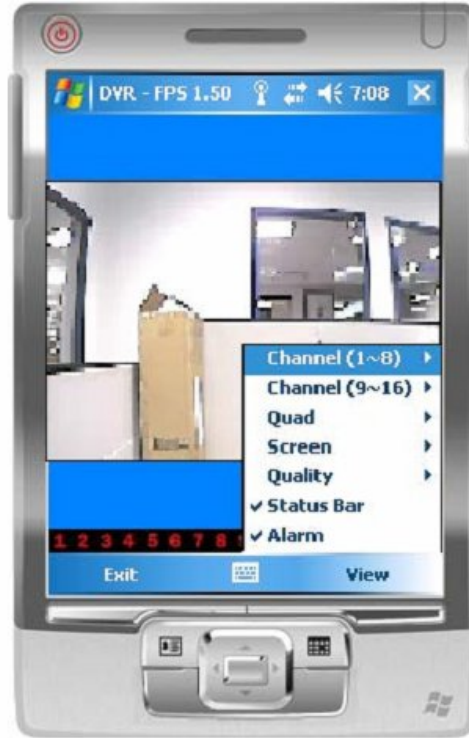 DVR - FPS 1.50 7:08
Channel (1~8)
Channel (9~16)
Quad
Screen
Quality
Status Bar
Alarm
1 2 3 4 5 6 7 8
Exit View